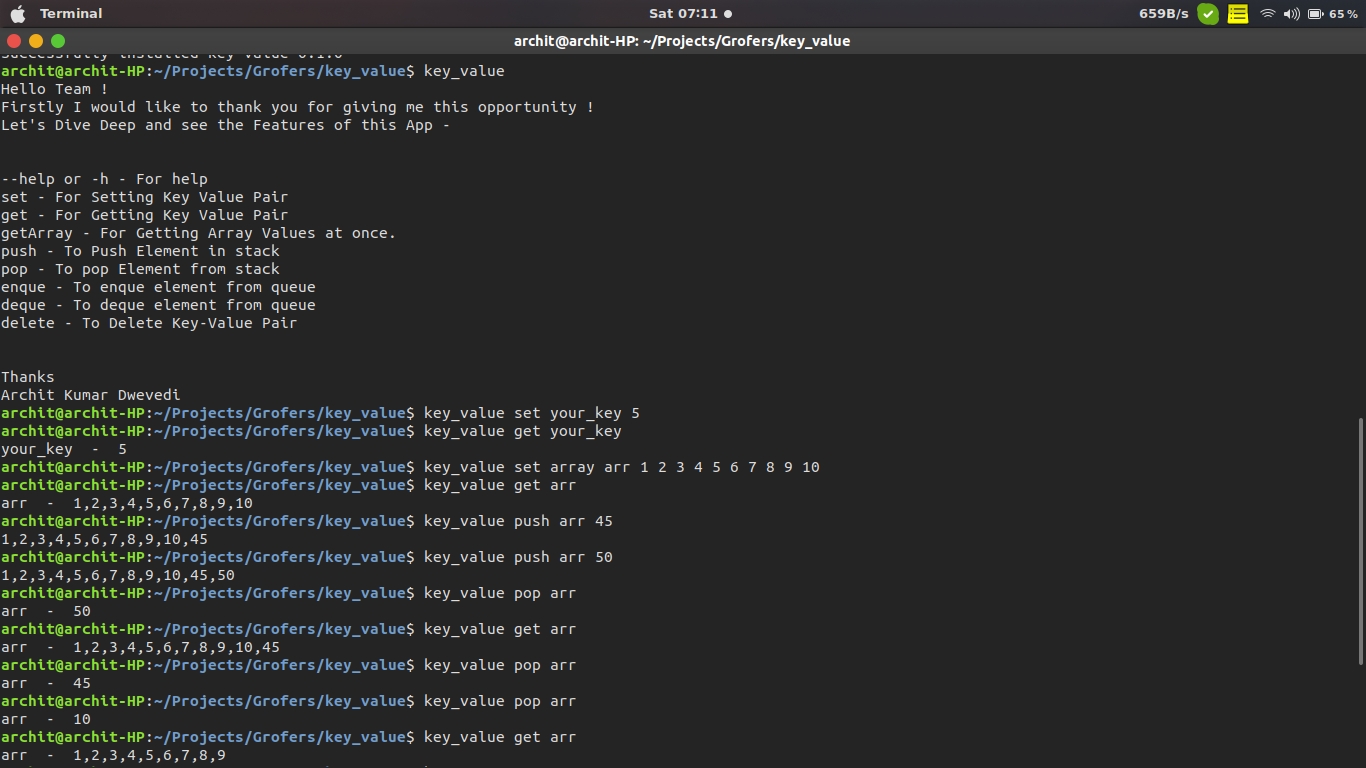 Terminal
Sat 07:11
659B/s
65 %
archit@archit-HP: ~/Projects/Grofers/key_value
archit@archit-HP:~/Projects/Grofers/key_value$ key_value
Hello Team !
Firstly I would like to thank you for giving me this opportunity !
Let's Dive Deep and see the Features of this App -
--help or -h - For help
set - For Setting Key Value Pair
get - For Getting Key Value Pair
getArray - For Getting Array Values at once.
push - To Push Element in stack
pop - To pop Element from stack
enque - To enque element from queue
deque - To deque element from queue
delete - To Delete Key-Value Pair
Thanks
Archit Kumar Dwevedi
archit@archit-HP:~/Projects/Grofers/key_value$ key_value set your_key 5
archit@archit-HP:~/Projects/Grofers/key_value$ key_value get your_key
your_key  -  5
archit@archit-HP:~/Projects/Grofers/key_value$ key_value set array arr 1 2 3 4 5 6 7 8 9 10
archit@archit-HP:~/Projects/Grofers/key_value$ key_value get arr
arr  -  1,2,3,4,5,6,7,8,9,10
archit@archit-HP:~/Projects/Grofers/key_value$ key_value push arr 45
1,2,3,4,5,6,7,8,9,10,45
archit@archit-HP:~/Projects/Grofers/key_value$ key_value push arr 50
1,2,3,4,5,6,7,8,9,10,45,50
archit@archit-HP:~/Projects/Grofers/key_value$ key_value pop arr
arr  -  50
archit@archit-HP:~/Projects/Grofers/key_value$ key_value get arr
arr  -  1,2,3,4,5,6,7,8,9,10,45
archit@archit-HP:~/Projects/Grofers/key_value$ key_value pop arr
arr  -  45
archit@archit-HP:~/Projects/Grofers/key_value$ key_value pop arr
arr  -  10
archit@archit-HP:~/Projects/Grofers/key_value$ key_value get arr
arr  -  1,2,3,4,5,6,7,8,9